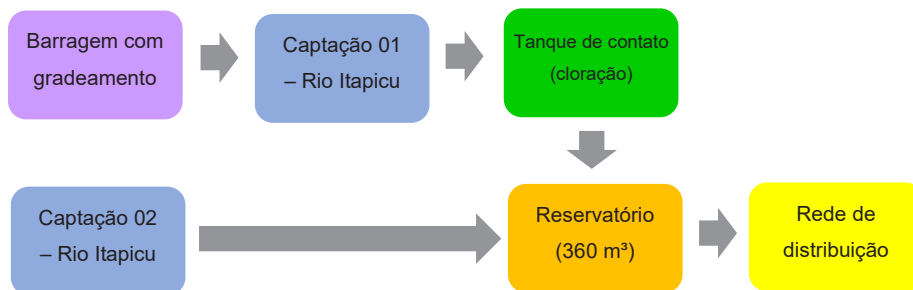 Barragem com
gradeamento
Captação 01
– Rio Itapicu
Tanque de contato
(cloração)
Captação 02
– Rio Itapicu
Reservatório
(360 m³)
Rede de
distribuição